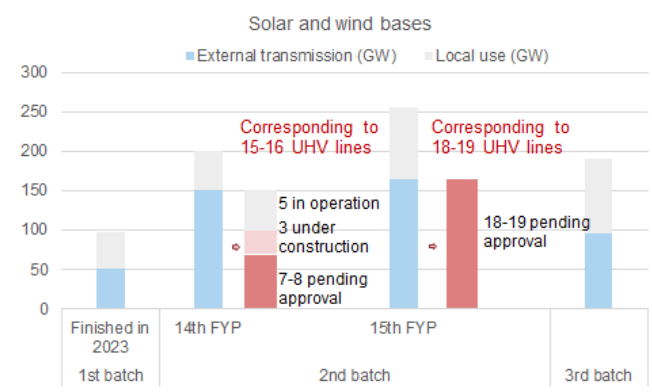 Solar and wind bases
External transmission (GW) Local use (GW)
300
250
200
150
100
50
0
Corresponding to
15-16 UHV lines
Corresponding to
18-19 UHV lines
5 in operation
3 under
construction
7-8 pending
approval
18-19 pending
approval
Finished in
2023
14th FYP
15th FYP
1st batch
2nd batch
3rd batch